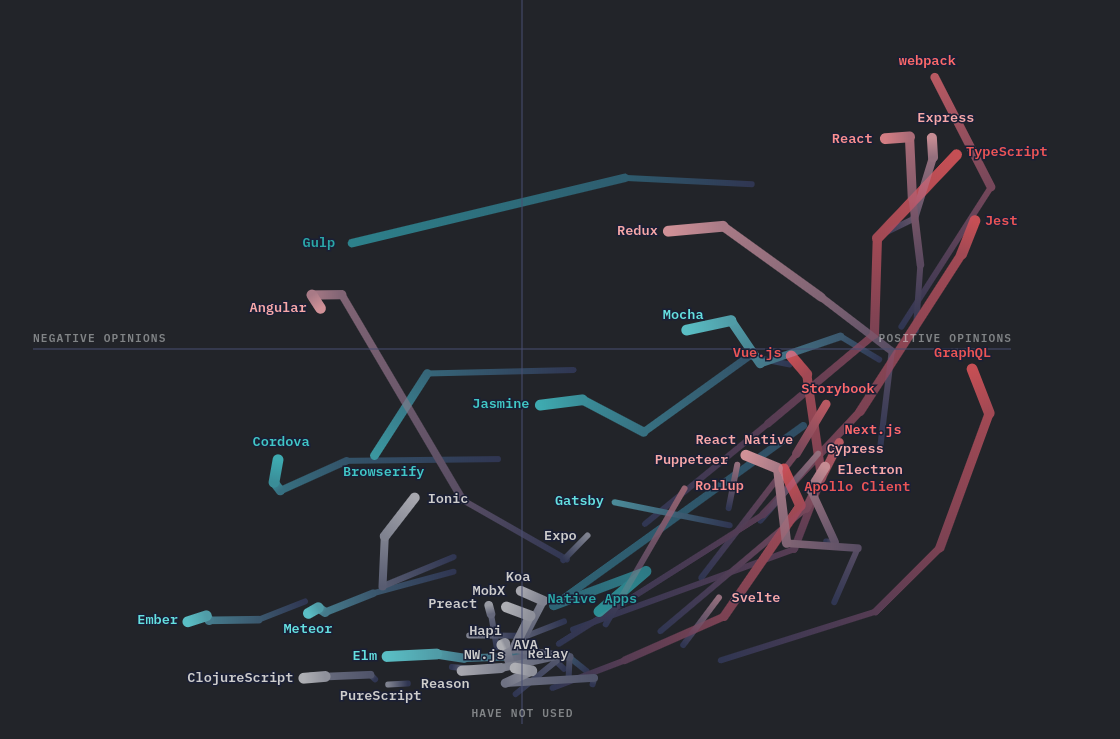 webpack
Express
React
TypeScript
Jest
Redux
Gulp
Angular
Mocha
NEGATIVE OPINIONS
POSITIVE OPINIONS
Vue.js
GraphQL
Storybook
Jasmine
Next.js
React Native
Cordova
Cypress
Puppeteer
Browserify
Electron
Rollup
Apollo Client
Ionic
Gatsby
Expo
Koa
MobX
Native Apps
Svelte
Preact
Ember
Meteor
Hapi
AVA
Elm
NW.js
Relay
ClojureScript
Reason
PureScript
HAVE NOT USED